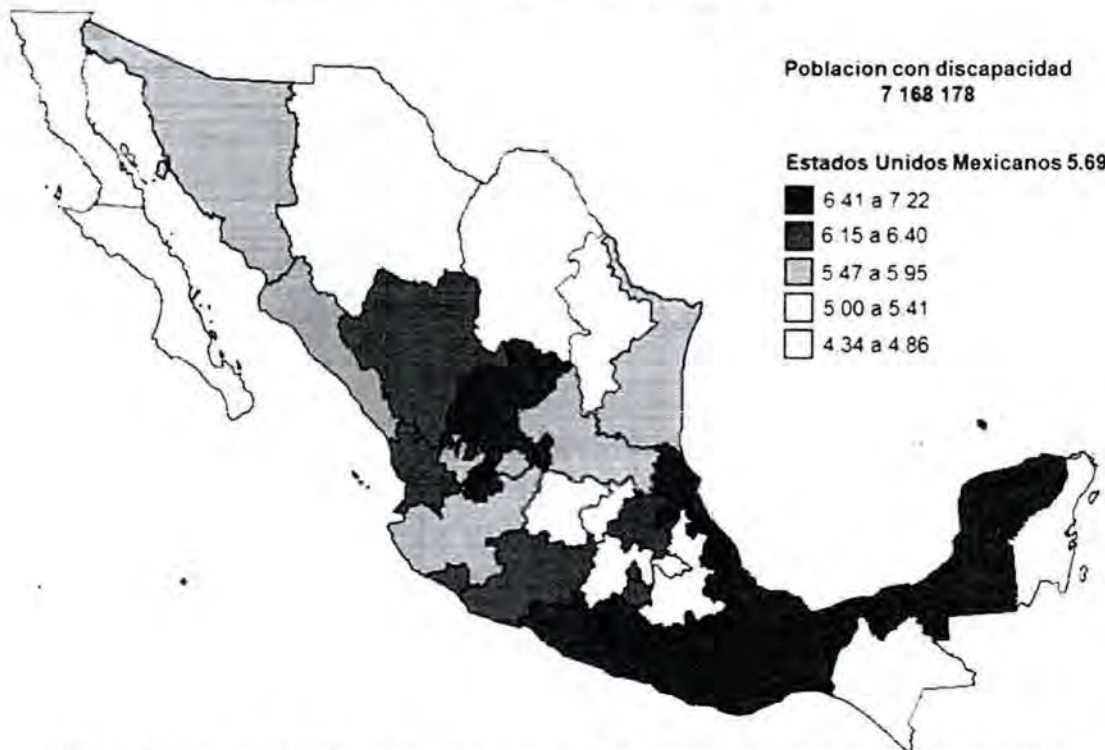 Poblacion con discapacidad
7 168 178
Estados Unidos Mexicanos 5.69
6 41 a 7 22
6 15 a 6 40
5 47 a 5 95
5 00 a 5 41
4.34 a 4 86